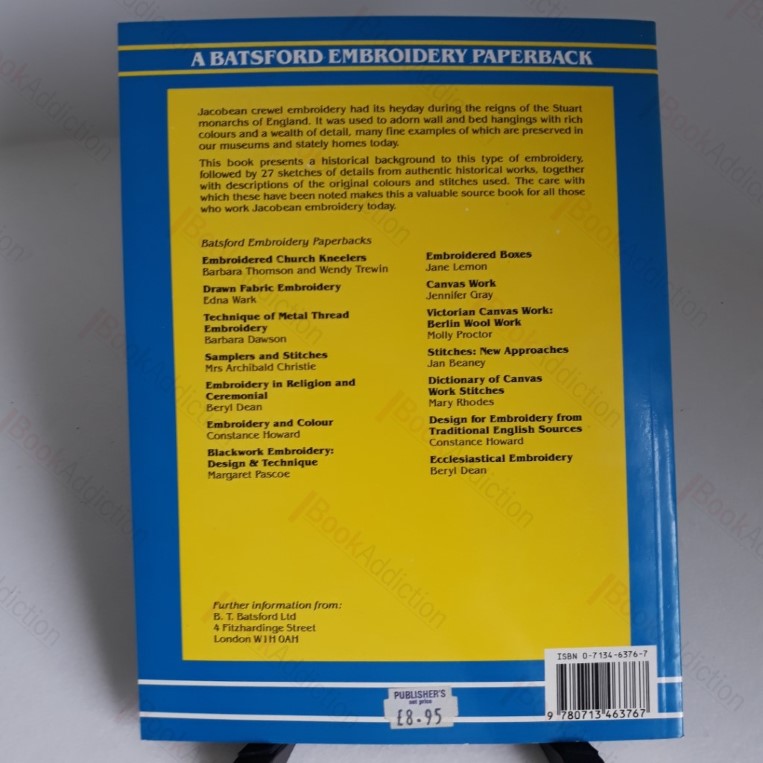 A BATSFORD EMBROIDERY PAPERBACK
Jacobean crewel embroidery had its heyday during the reigns of the Stuart
monarchs of England. It was used to adorn wall and bed hangings with rich
colours and a wealth of detail, many fine examples of which are preserved in
our museums and stately homes today.
This book presents a historical background to this type of embroidery,
followed by 27 sketches of details from authentic historical works, together
with descriptions of the original colours and stitches used. The care with
which these have been noted makes this a valuable source book for all those
who work Jacobean embroidery today.
Batsford Embroidery Paperbacks
Embroidered Church Kneelers
Barbara Thomson and Wendy Trewin
Drawn Fabric Embroidery
Edna Wark
Technique of Metal Thread
Embroidery
Barbara Dawson
Samplers and Stitches
Mrs Archibald Christie
Embroidery in Religion and
Ceremonial
Beryl Dean
Embroidery and Colour
Constance Howard
Blackwork Embroidery:
Design & Technique
Margaret Pascoe
Embroidered Boxes
Jane Lemon
Canvas Work
Jennifer Gray
Victorian Canvas Work:
Berlin Wool Work
Molly Proctor
Stitches: New Approaches
Jan Beaney
Dictionary of Canvas
Work Stitches
Mary Rhodes
Design for Embroidery from
Traditional English Sources
Constance Howard
Ecclesiastical Embroidery
Beryl Dean
Further information from:
B. T. Batsford Ltd
4 Fitzhardinge Street
London W1H 0AH
ISBN 0-7134-6376-7
9 780713 463767
PUBLISHER'S
net price
£8.95
BookAddiction